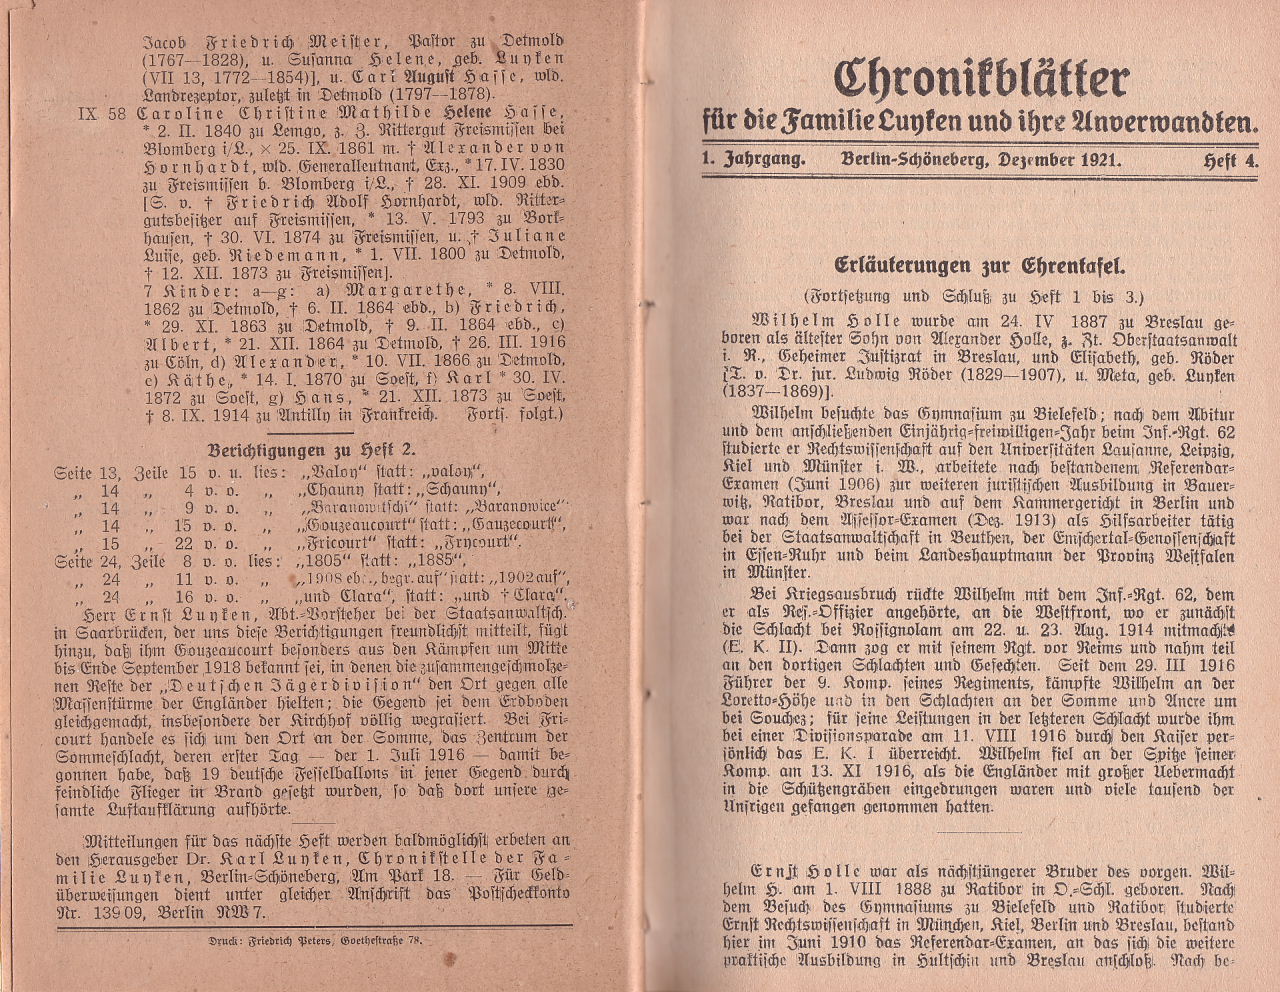 Jacob Friedrich Meister, Pastor zu Detmold
(1767—1828), u. Susanna Helene, geb. Luyken
(VII 13, 1772—1854)], u. Carl August Hasse, wld.
Landrezeptor, zuletzt in Detmold (1797—1878).
IX 58 Caroline Christine Mathilde Helene Hasse,
* 2. II. 1840 zu Lemgo, z. Z. Rittergut Freismissen bei
Blomberg i/L., × 25. IX. 1861 m. † Alexander von
Hornhardt, wld. Generalleutnant, Exz., * 17. IV. 1830
zu Freismissen b. Blomberg i/L., † 28. XI. 1909 ebd.
[S. v. † Friedrich Adolf Hornhardt, wld. Ritter-
gutsbesitzer auf Freismissen, * 13. V. 1793 zu Bork-
hausen, † 30. VI. 1874 zu Freismissen, u. † Juliane
Luise, geb. Riedemann, * 1. VII. 1800 zu Detmold,
† 12. XII. 1873 zu Freismissen].
7 Kinder: a—g: a) Margarethe, * 8. VIII.
1862 zu Detmold, † 6. II. 1864 ebd., b) Friedrich,
* 29. XI. 1863 zu Detmold, † 9. II. 1864 ebd., c)
Albert, * 21. XII. 1864 zu Detmold, † 26. III. 1916
zu Cöln, d) Alexander, * 10. VII. 1866 zu Detmold,
e) Käthe, * 14. I. 1870 zu Soest, f) Karl * 30. IV.
1872 zu Soest, g) Hans, * 21. XII. 1873 zu Soest,
† 8. IX. 1914 zu Antilly in Frankreich. Forts. folgt.)
Berichtigungen zu Heft 2.
Seite 13, Zeile 15 v. u. lies: „Valoy“ statt: „valoy“,
„ 14 „ 4 v. o. „ „Chauny statt: „Schauny“,
„ 14 „ 9 v. o. „ „Baranowitschi“ statt: „Baranowice“
„ 14 „ 15 v. o. „ „Gouzeaucourt“ statt: „Gauzecourt“,
„ 15 „ 22 v. o. „ „Fricourt“ statt: „Frycourt“.
Seite 24, Zeile 8 v. o. lies: „1805“ statt: „1885“,
„ 24 „ 11 v. o. „ „1908 eb., begr. auf“ statt: „1902 auf“,
„ 24 „ 16 v. o. „ „und Clara“, statt: „und † Clara“.
Herr Ernst Luyken, Abt.-Vorsteher bei der Staatsanwaltsch.
in Saarbrücken, der uns diese Berichtigungen freundlichst mitteilt, fügt
hinzu, daß ihm Gouzeaucourt besonders aus den Kämpfen um Mitte
bis Ende September 1918 bekannt sei, in denen die zusammengeschmolze-
nen Reste der „Deutschen Jägerdivision“ den Ort gegen alle
Massenstürme der Engländer hielten; die Gegend sei dem Erdboden
gleichgemacht, insbesondere der Kirchhof völlig wegrasiert. Bei Fri-
court handele es sich um den Ort an der Somme, das Zentrum der
Sommeschlacht, deren erster Tag — der 1. Juli 1916 — damit be-
gonnen habe, daß 19 deutsche Fesselballons in jener Gegend durch
feindliche Flieger in Brand gesetzt wurden, so daß dort unsere ge-
samte Luftaufklärung aufhörte.
Mitteilungen für das nächste Heft werden baldmöglichst erbeten an
den Herausgeber Dr. Karl Luyken, Chronikstelle der Fa-
milie Luyken, Berlin-Schöneberg, Am Park 18. — Für Geld-
überweisungen dient unter gleicher Anschrift das Postscheckkonto
Nr. 139 09, Berlin NW 7.
Druck: Friedrich Peters, Goethestraße 78.
Chronikblätter
für die Familie Luyken und ihre Anverwandten.
1. Jahrgang. Berlin-Schöneberg, Dezember 1921. Heft 4.
Erläuterungen zur Ehrentafel.
(Fortsetzung und Schluß zu Heft 1 bis 3.)
Wilhelm Holle wurde am 24. IV 1887 zu Breslau ge-
boren als ältester Sohn von Alexander Holle, z. Zt. Oberstaatsanwalt
i. R., Geheimer Justizrat in Breslau, und Elisabeth, geb. Röder
[T. v. Dr. jur. Ludwig Röder (1829—1907), u. Meta, geb. Luyken
(1837—1869)].
Wilhelm besuchte das Gymnasium zu Bielefeld; nach dem Abitur
und dem anschließenden Einjährig-freiwilligen-Jahr beim Inf.-Rgt. 62
studierte er Rechtswissenschaft auf den Universitäten Lausanne, Leipzig,
Kiel und Münster i. W., arbeitete nach bestandenem Referendar-
Examen (Juni 1906) zur weiteren juristischen Ausbildung in Bauer-
witz, Ratibor, Breslau und auf dem Kammergericht in Berlin und
war nach dem Assessor-Examen (Dez. 1913) als Hilfsarbeiter tätig
bei der Staatsanwaltschaft in Beuthen, der Emschertal-Genossenschaft
in Essen-Ruhr und beim Landeshauptmann der Provinz Westfalen
in Münster.
Bei Kriegsausbruch rückte Wilhelm mit dem Inf.-Rgt. 62, dem
er als Res.-Offizier angehörte, an die Westfront, wo er zunächst
die Schlacht bei Rossignolam am 22. u. 23. Aug. 1914 mitmachte
(E. K. II). Dann zog er mit seinem Rgt. vor Reims und nahm teil
an den dortigen Schlachten und Gefechten. Seit dem 29. III 1916
Führer der 9. Komp. seines Regiments, kämpfte Wilhelm an der
Loretto-Höhe und in den Schlachten an der Somme und Ancre um
bei Souchez; für seine Leistungen in der letzteren Schlacht wurde ihm
bei einer Divisionsparade am 11. VIII 1916 durch den Kaiser per-
sönlich das E. K. I überreicht. Wilhelm fiel an der Spitze seiner
Komp. am 13. XI 1916, als die Engländer mit großer Uebermacht
in die Schützengräben eingedrungen waren und viele tausend der
Unsrigen gefangen genommen hatten.
Ernst Holle war als nächstjüngerer Bruder des vorgen. Wil-
helm H. am 1. VIII 1888 zu Ratibor in O.-Schl. geboren. Nach
dem Besuch des Gymnasiums zu Bielefeld und Ratibor studierte
Ernst Rechtswissenschaft in München, Kiel, Berlin und Breslau, bestand
hier im Juni 1910 das Referendar-Examen, an das sich die weitere
praktische Ausbildung in Hultschin und Breslau anschloß. Nach be-